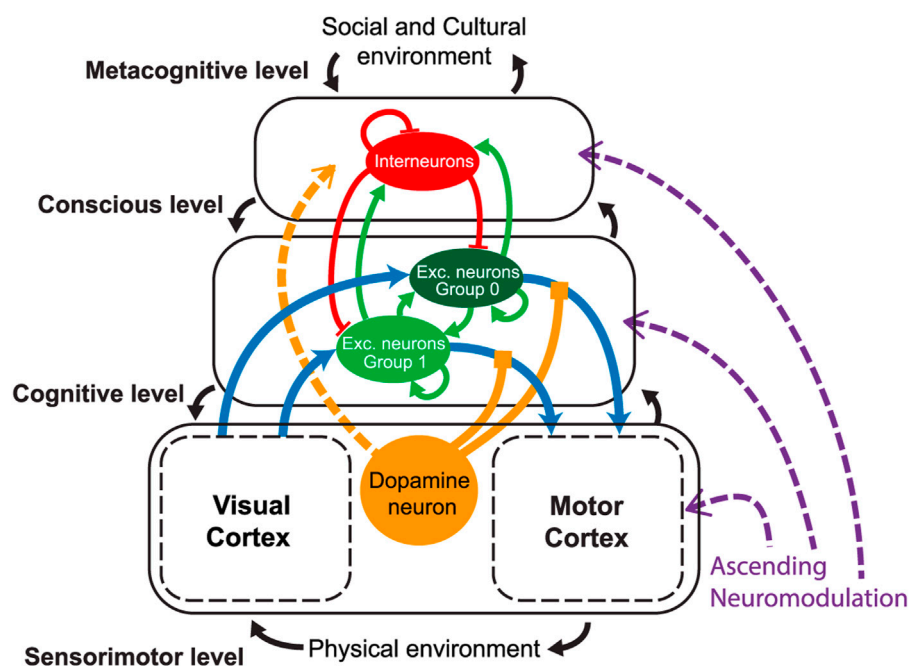 Social and Cultural
environment
Metacognitive level
Interneurons
Conscious level
Exc. neurons
Group 0
Exc. neurons
Group 1
Cognitive level
Dopamine
neuron
Visual
Cortex
Motor
Cortex
Ascending
Neuromodulation
Physical environment
Sensorimotor level